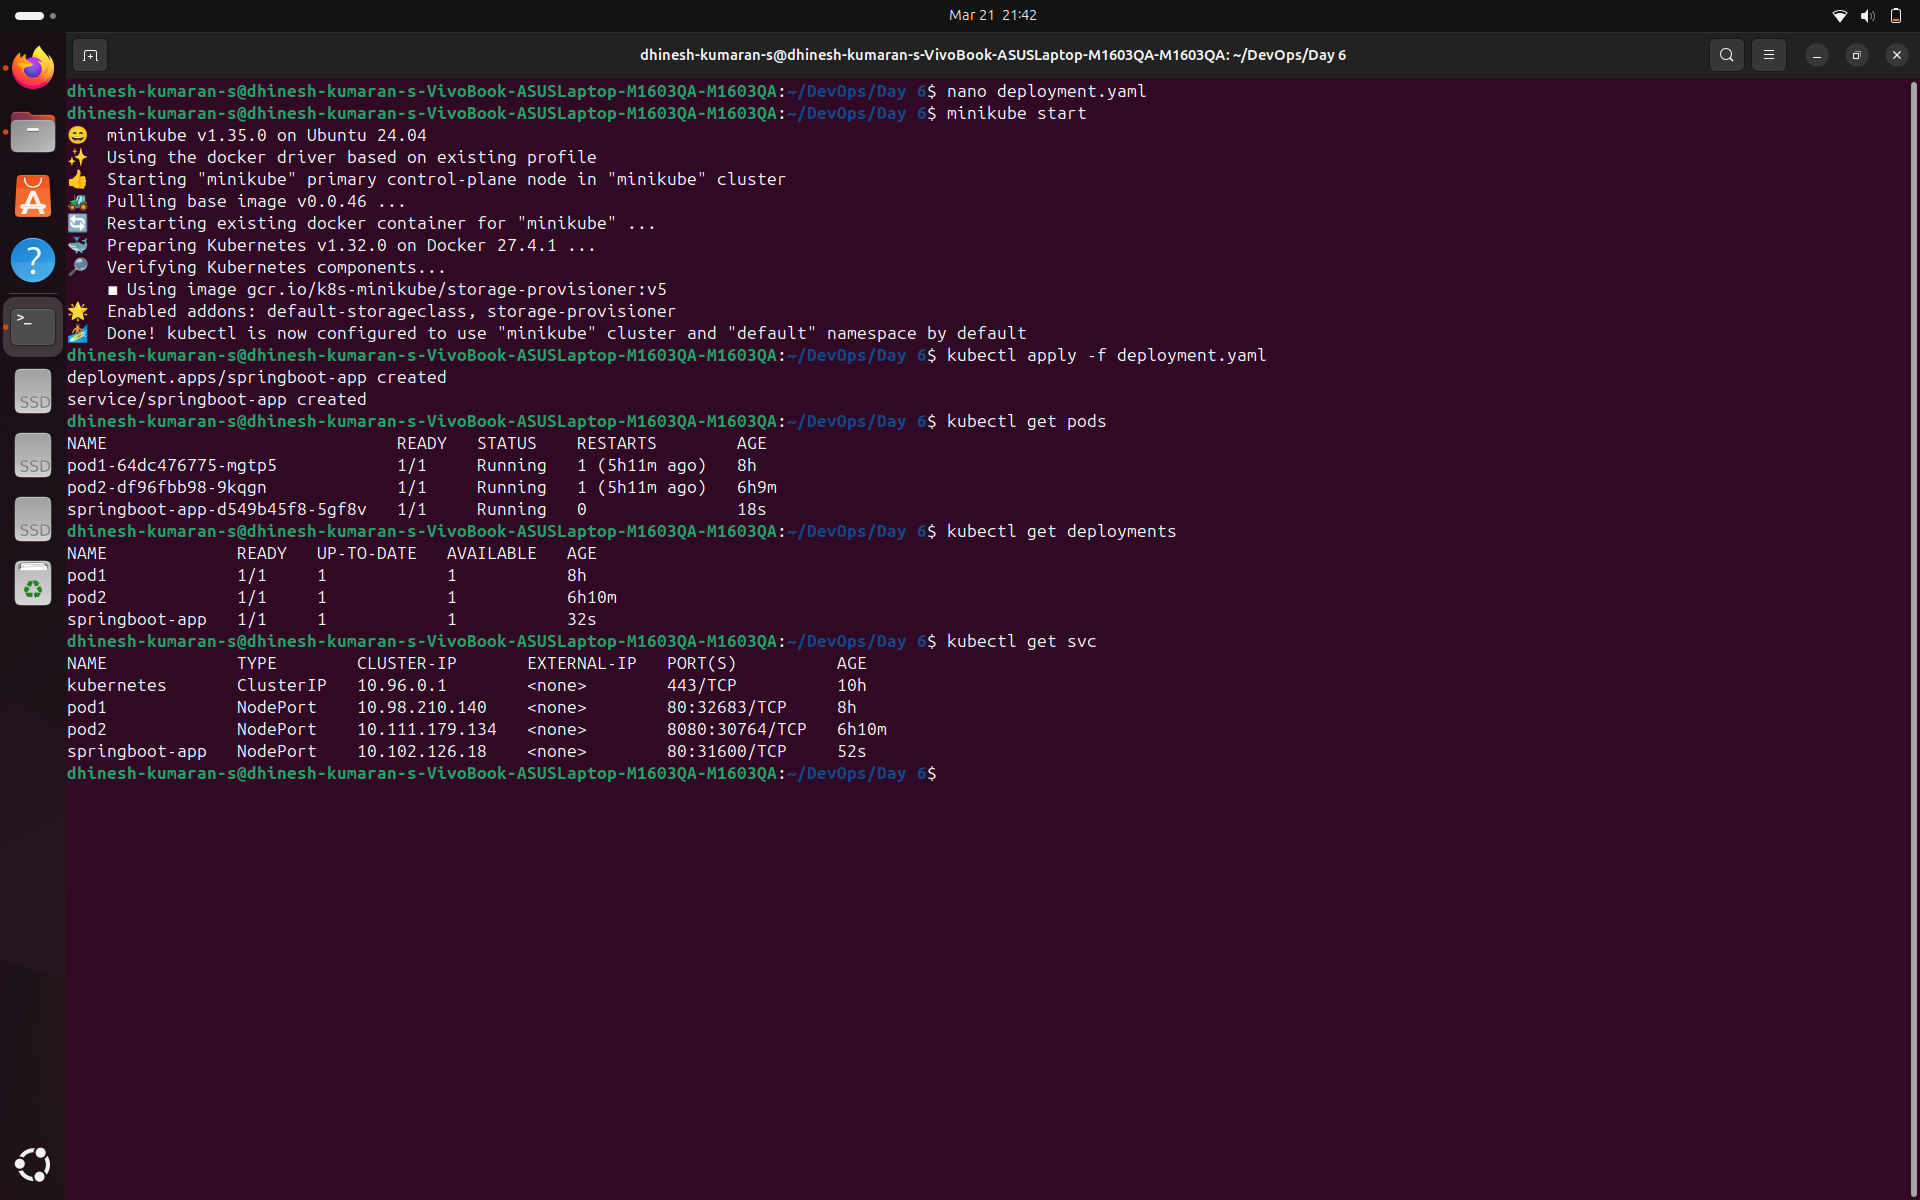 Mar 21 21:42
dhinesh-kumaran-s@dhinesh-kumaran-s-VivoBook-ASUSLaptop-M1603QA-M1603QA: ~/DevOps/Day 6
dhinesh-kumaran-s@dhinesh-kumaran-s-VivoBook-ASUSLaptop-M1603QA-M1603QA:~/DevOps/Day 6$ nano deployment.yaml
dhinesh-kumaran-s@dhinesh-kumaran-s-VivoBook-ASUSLaptop-M1603QA-M1603QA:~/DevOps/Day 6$ minikube start
minikube v1.35.0 on Ubuntu 24.04
Using the docker driver based on existing profile
Starting "minikube" primary control-plane node in "minikube" cluster
Pulling base image v0.0.46 ...
Restarting existing docker container for "minikube" ...
Preparing Kubernetes v1.32.0 on Docker 27.4.1 ...
Verifying Kubernetes components...
■ Using image gcr.io/k8s-minikube/storage-provisioner:v5
Enabled addons: default-storageclass, storage-provisioner
Done! kubectl is now configured to use "minikube" cluster and "default" namespace by default
dhinesh-kumaran-s@dhinesh-kumaran-s-VivoBook-ASUSLaptop-M1603QA-M1603QA:~/DevOps/Day 6$ kubectl apply -f deployment.yaml
deployment.apps/springboot-app created
service/springboot-app created
dhinesh-kumaran-s@dhinesh-kumaran-s-VivoBook-ASUSLaptop-M1603QA-M1603QA:~/DevOps/Day 6$ kubectl get pods
NAME READY STATUS RESTARTS AGE
pod1-64dc476775-mgtp5 1/1 Running 1 (5h11m ago) 8h
pod2-df96fbb98-9kqgn 1/1 Running 1 (5h11m ago) 6h9m
springboot-app-d549b45f8-5gf8v 1/1 Running 0 18s
dhinesh-kumaran-s@dhinesh-kumaran-s-VivoBook-ASUSLaptop-M1603QA-M1603QA:~/DevOps/Day 6$ kubectl get deployments
NAME READY UP-TO-DATE AVAILABLE AGE
pod1 1/1 1 1 8h
pod2 1/1 1 1 6h10m
springboot-app 1/1 1 1 32s
dhinesh-kumaran-s@dhinesh-kumaran-s-VivoBook-ASUSLaptop-M1603QA-M1603QA:~/DevOps/Day 6$ kubectl get svc
NAME TYPE CLUSTER-IP EXTERNAL-IP PORT(S) AGE
kubernetes ClusterIP 10.96.0.1 <none> 443/TCP 10h
pod1 NodePort 10.98.210.140 <none> 80:32683/TCP 8h
pod2 NodePort 10.111.179.134 <none> 8080:30764/TCP 6h10m
springboot-app NodePort 10.102.126.18 <none> 80:31600/TCP 52s
dhinesh-kumaran-s@dhinesh-kumaran-s-VivoBook-ASUSLaptop-M1603QA-M1603QA:~/DevOps/Day 6$
SSD
SSD
SSD